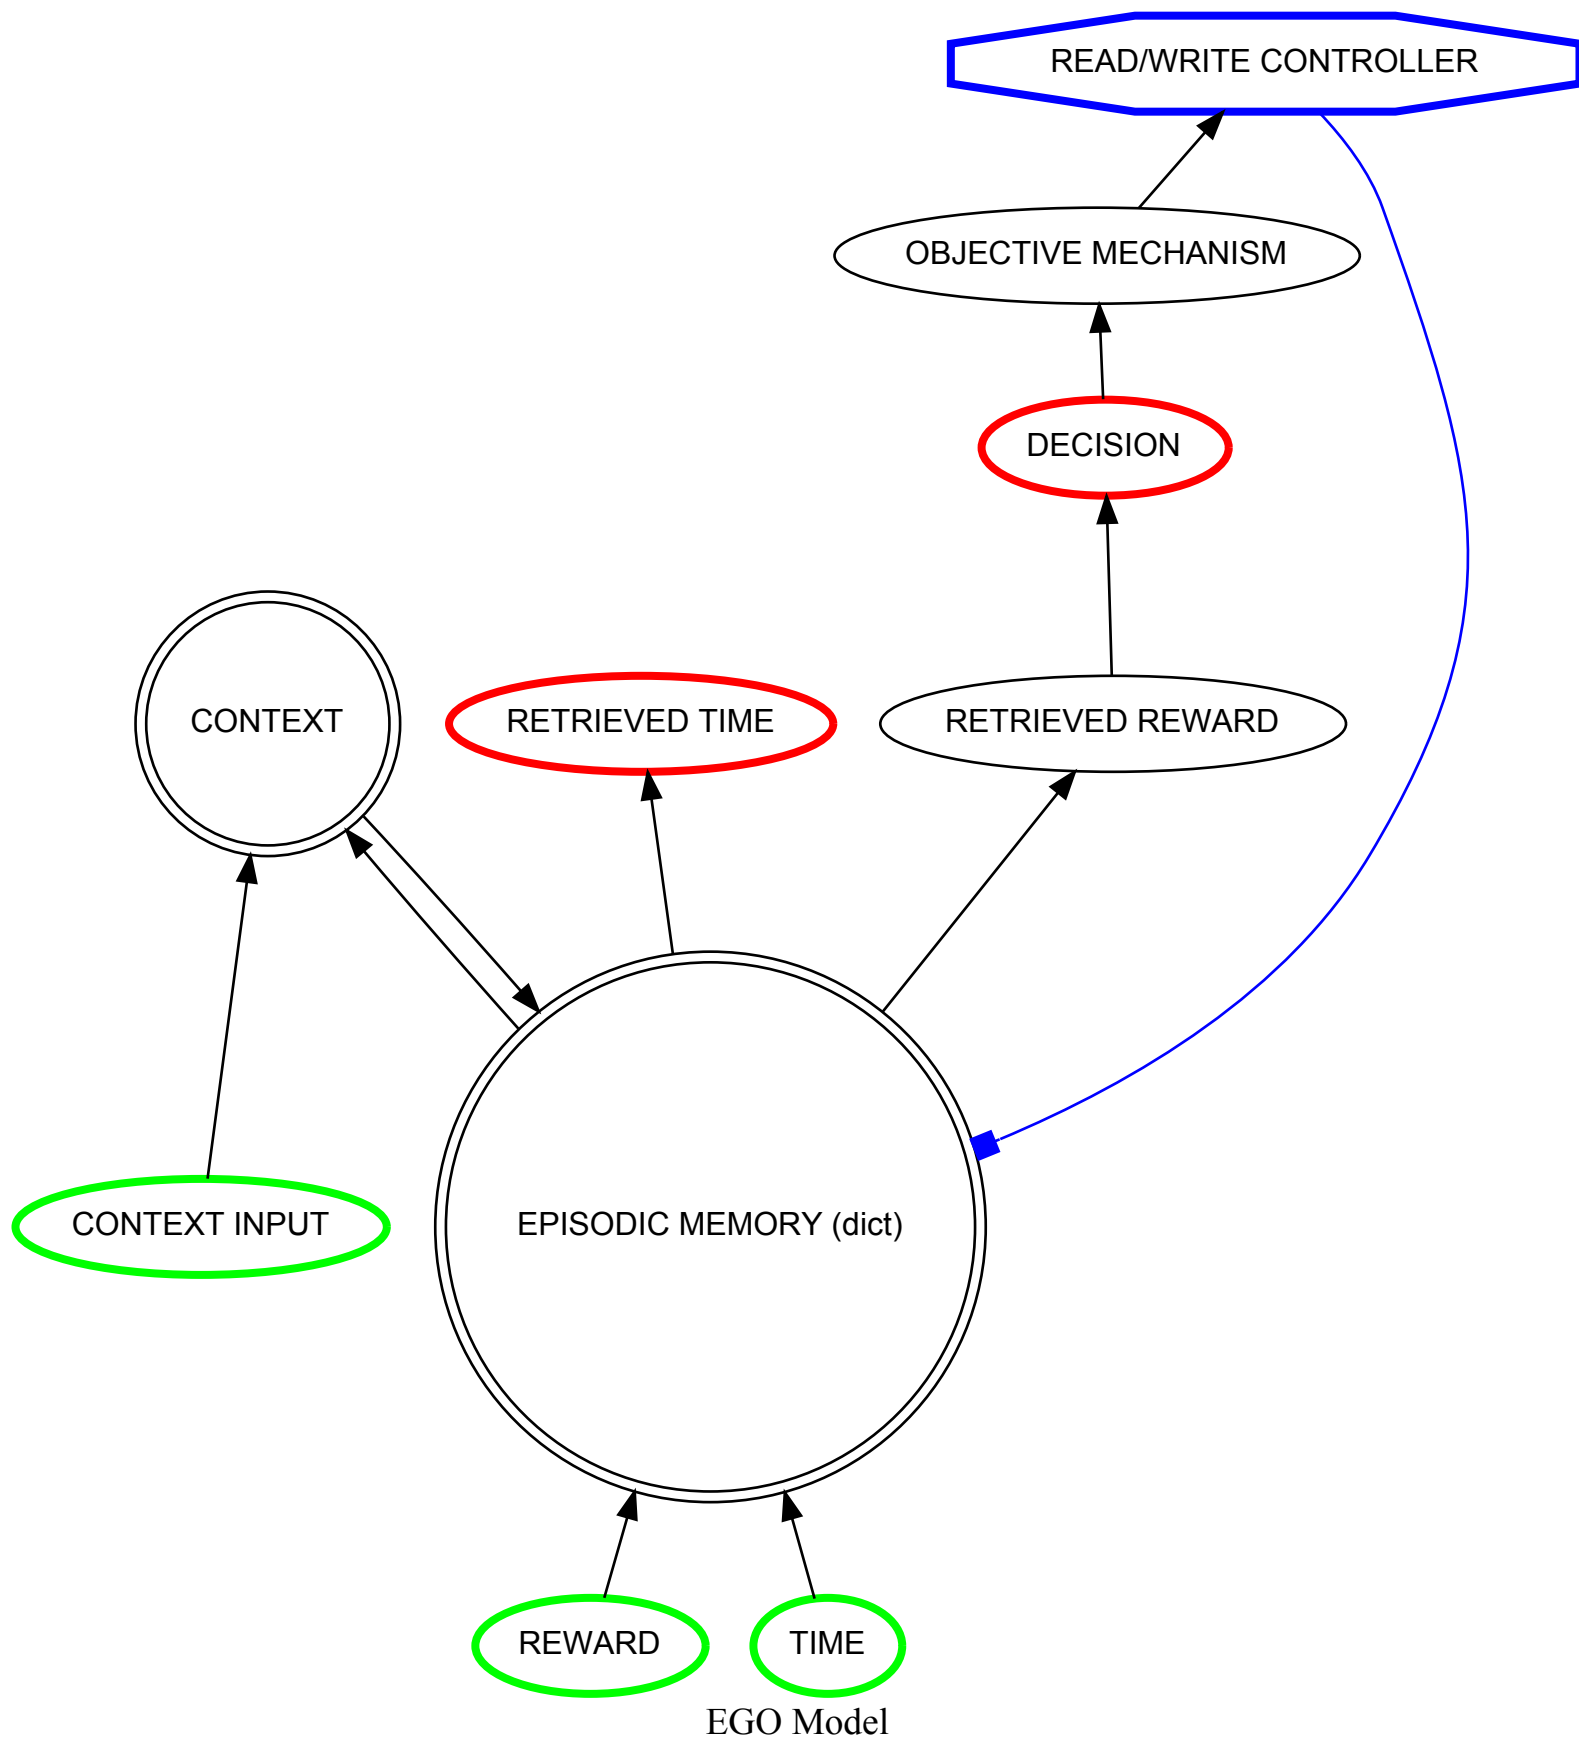 READ/WRITE CONTROLLER
OBJECTIVE MECHANISM
DECISION
CONTEXT
RETRIEVED TIME
RETRIEVED REWARD
CONTEXT INPUT
EPISODIC MEMORY (dict)
REWARD
TIME
EGO Model